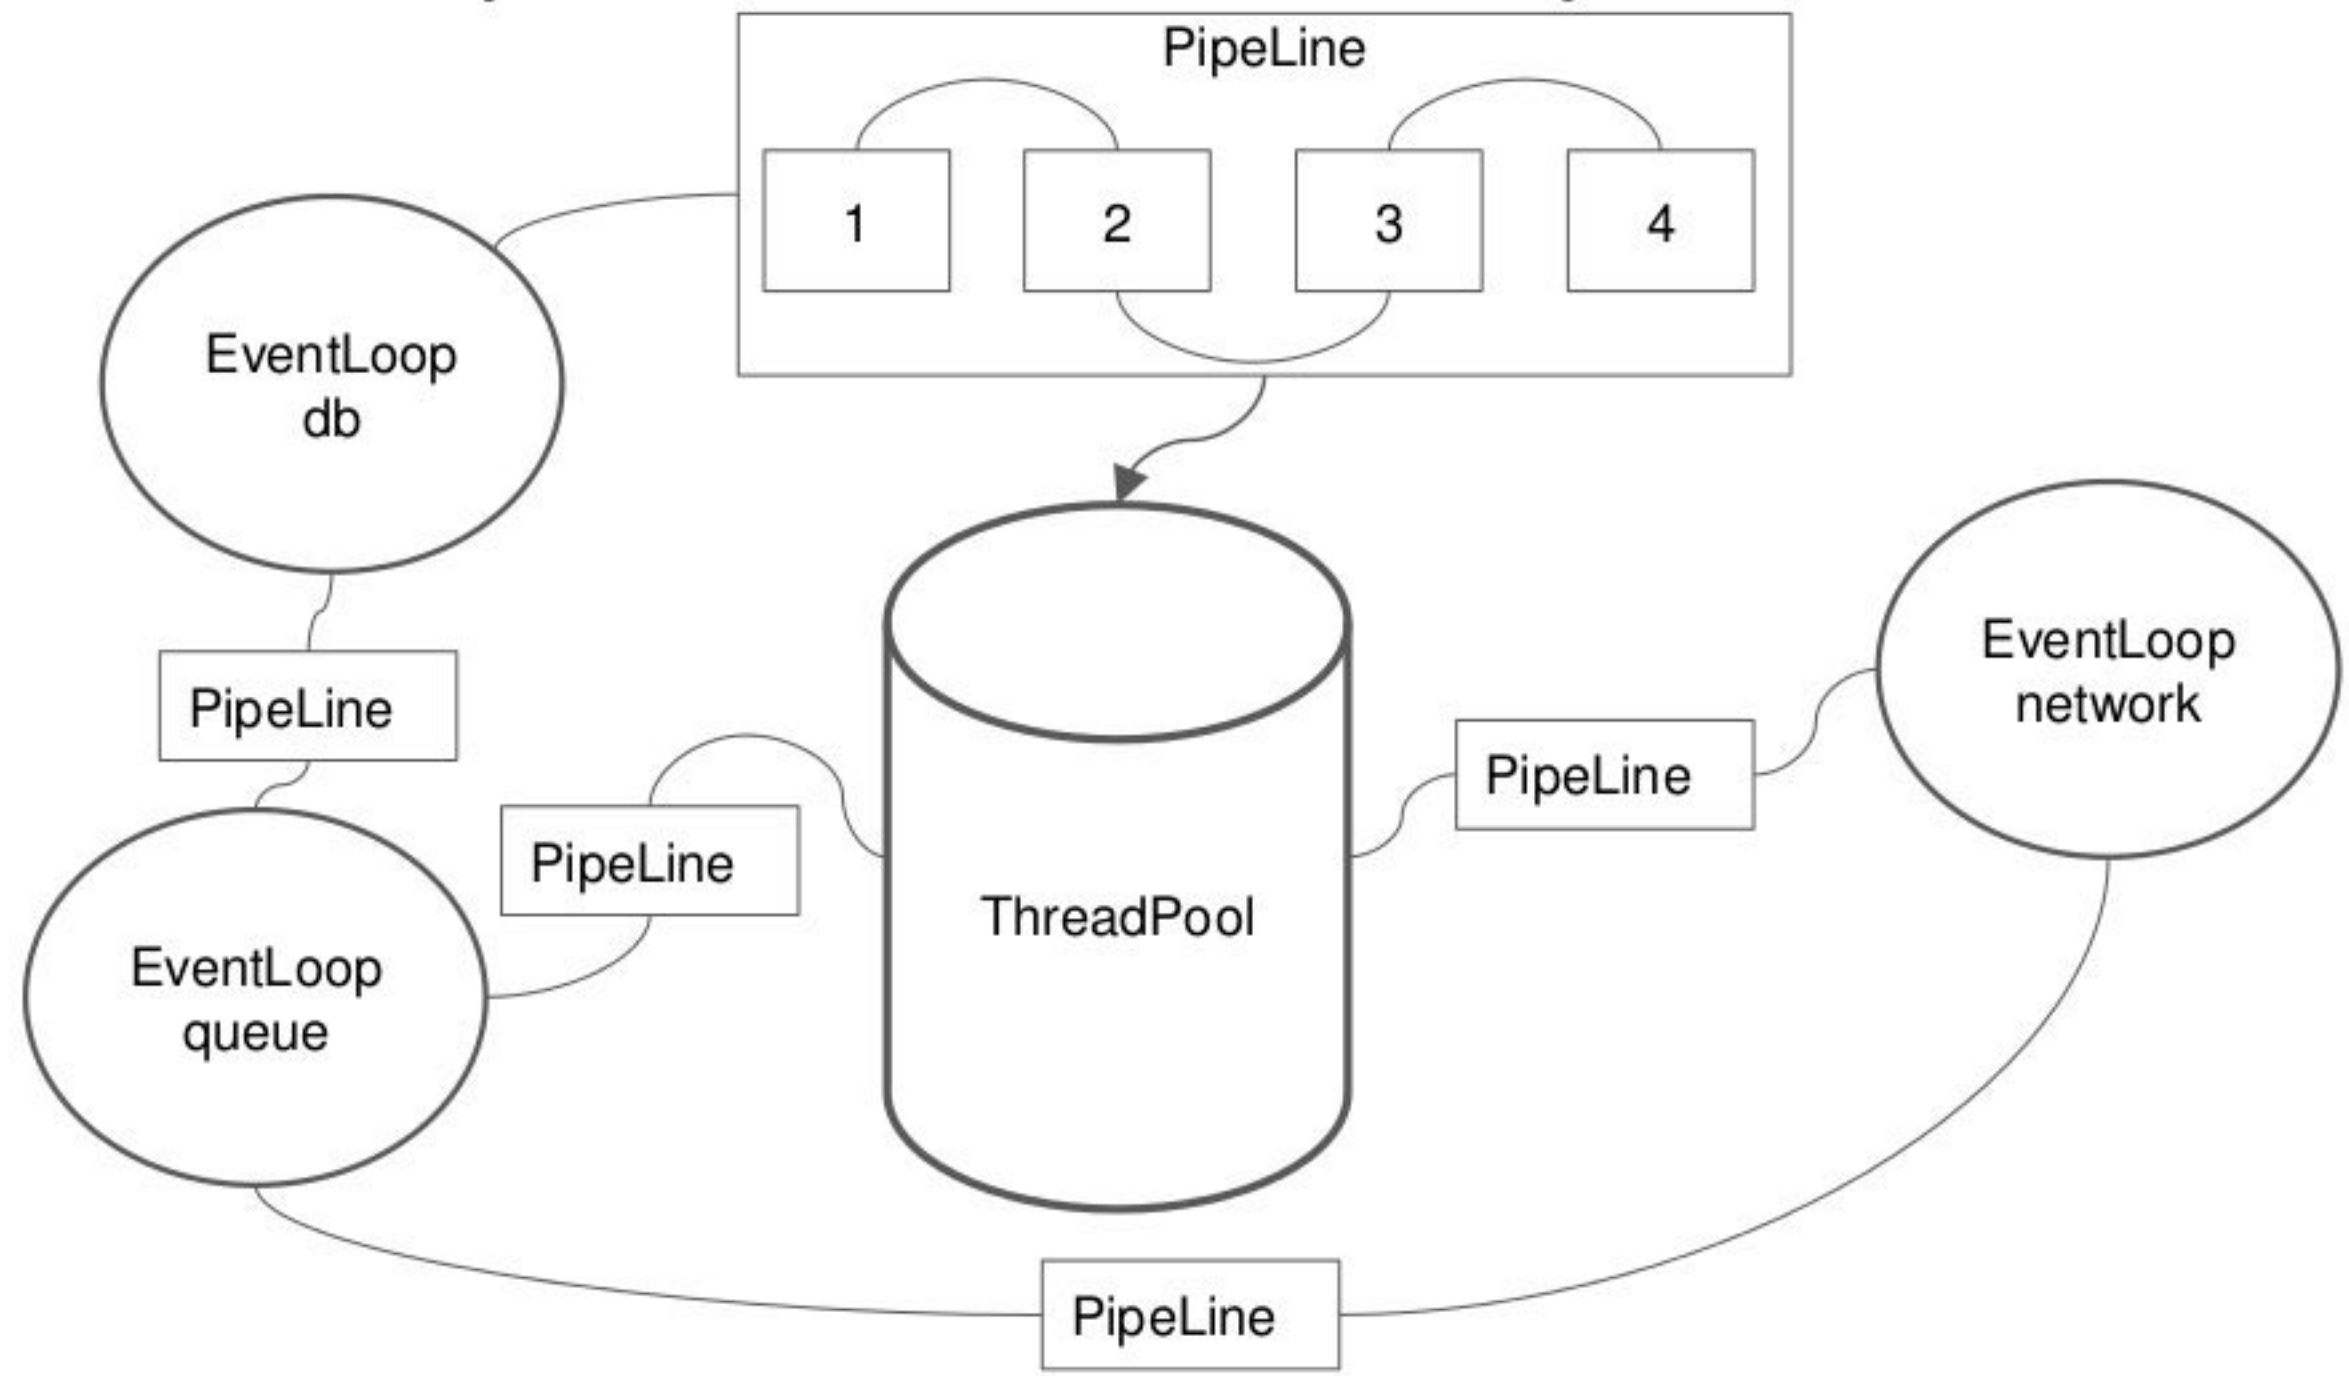 PipeLine
1
2
3
4
EventLoop
db
EventLoop
network
PipeLine
PipeLine
PipeLine
ThreadPool
EventLoop
queue
PipeLine